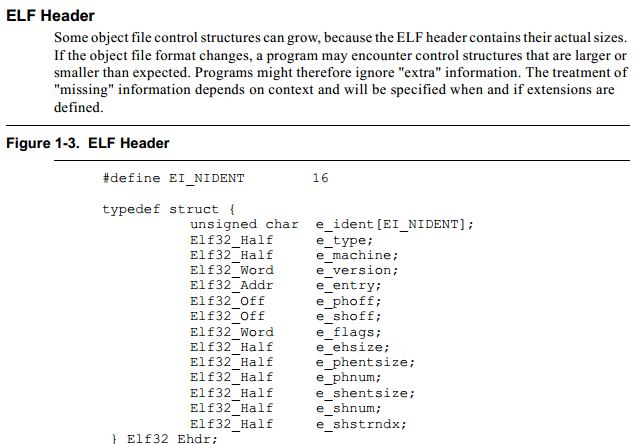 ELF Header
Some object file control structures can grow, because the ELF header contains their actual sizes.
If the object file format changes, a program may encounter control structures that are larger or
smaller than expected. Programs might therefore ignore "extra" information. The treatment of
"missing" information depends on context and will be specified when and if extensions are
defined.
Figure 1-3. ELF Header
#define EI_NIDENT 16
typedef struct {
unsigned char e_ident[EI_NIDENT];
Elf32_Half e_type;
Elf32_Half e_machine;
Elf32_Word e_version;
Elf32_Addr e_entry;
Elf32_Off e_phoff;
Elf32_Off e_shoff;
Elf32_Word e_flags;
Elf32_Half e_ehsize;
Elf32_Half e_phentsize;
Elf32_Half e_phnum;
Elf32_Half e_shentsize;
Elf32_Half e_shnum;
Elf32_Half e_shstrndx;
} Elf32_Ehdr;